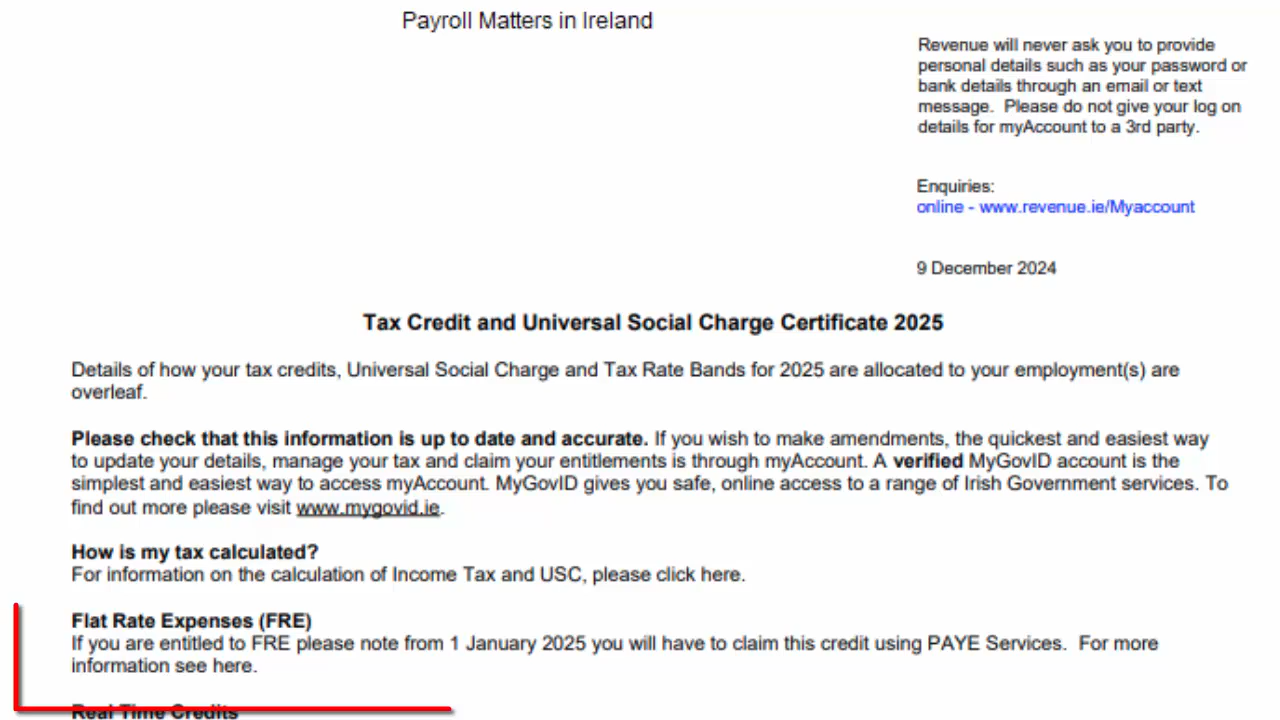 Payroll Matters in Ireland
Revenue will never ask you to provide
personal details such as your password or
bank details through an email or text
message.  Please do not give your log on
details for myAccount to a 3rd party.
Enquiries:
online - www.revenue.ie/Myaccount
9 December 2024
Tax Credit and Universal Social Charge Certificate 2025
Details of how your tax credits, Universal Social Charge and Tax Rate Bands for 2025 are allocated to your employment(s) are
overleaf.
Please check that this information is up to date and accurate. If you wish to make amendments, the quickest and easiest way
to update your details, manage your tax and claim your entitlements is through myAccount. A verified MyGovID account is the
simplest and easiest way to access myAccount. MyGovID gives you safe, online access to a range of Irish Government services. To
find out more please visit www.mygovid.ie.
How is my tax calculated?
For information on the calculation of Income Tax and USC, please click here.
Flat Rate Expenses (FRE)
If you are entitled to FRE please note from 1 January 2025 you will have to claim this credit using PAYE Services.  For more
information see here.
Real Time Credits